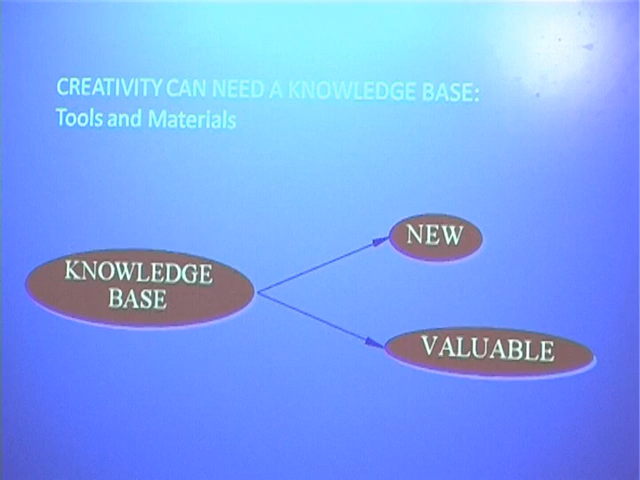 CREATIVITY CAN NEED A KNOWLEDGE BASE:
Tools and Materials
NEW
KNOWLEDGE
BASE
VALUABLE